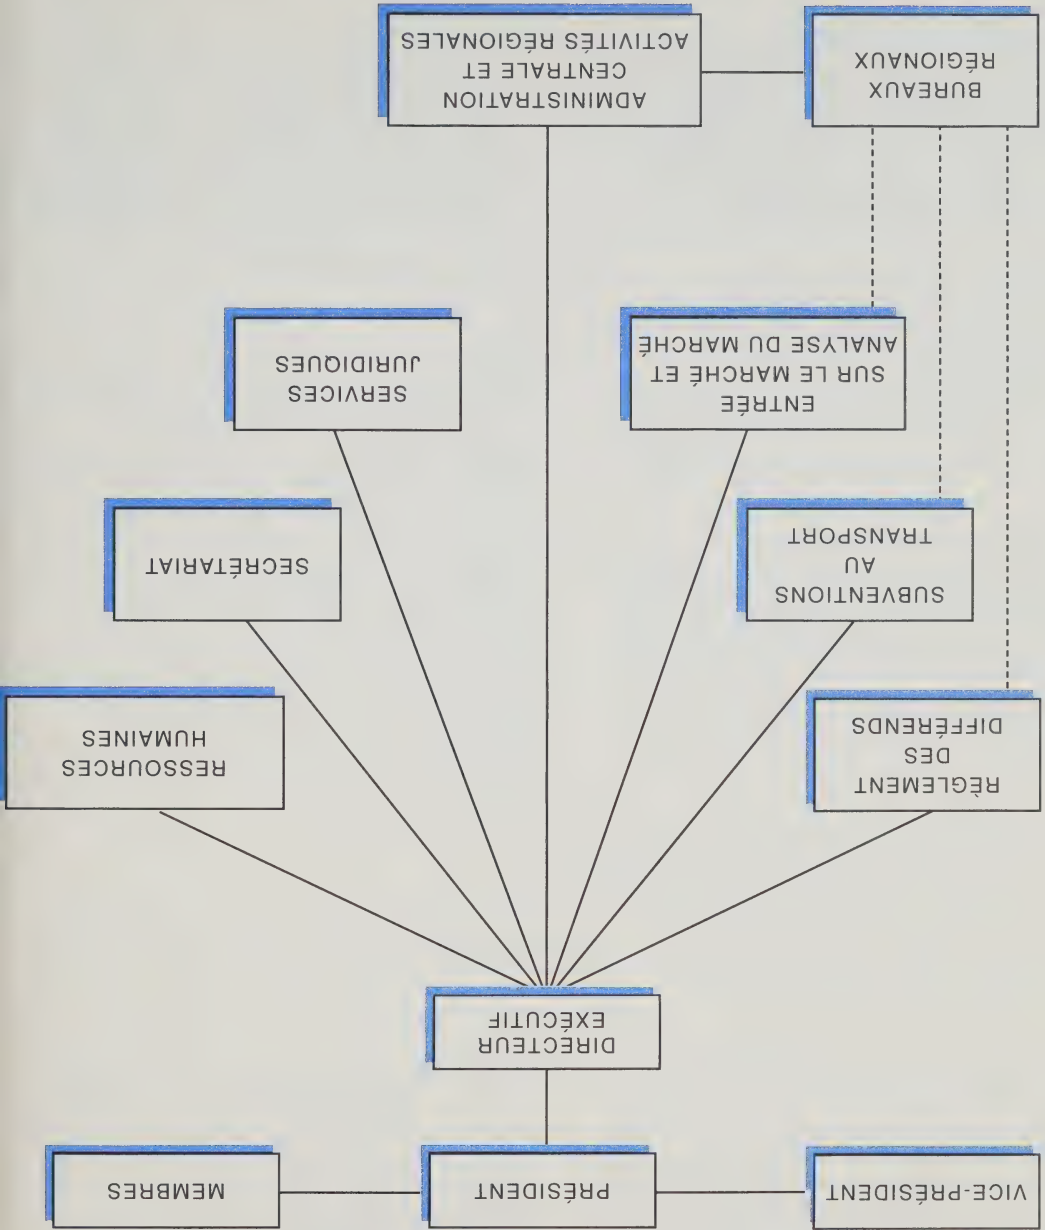 VICE-PRÉSIDENT
PRÉSIDENT
MEMBRES
DIRECTEUR
EXÉCUTIF
RÈGLEMENT
DES
DIFFÉRENDS
RESSOURCES
HUMAINES
SUBVENTIONS
AU
TRANSPORT
SECRÉTARIAT
ENTRÉE
SUR LE MARCHÉ ET
ANALYSE DU MARCHÉ
SERVICES
JURIDIQUES
BUREAUX
RÉGIONAUX
ADMINISTRATION
CENTRALE ET
ACTIVITÉS RÉGIONALES